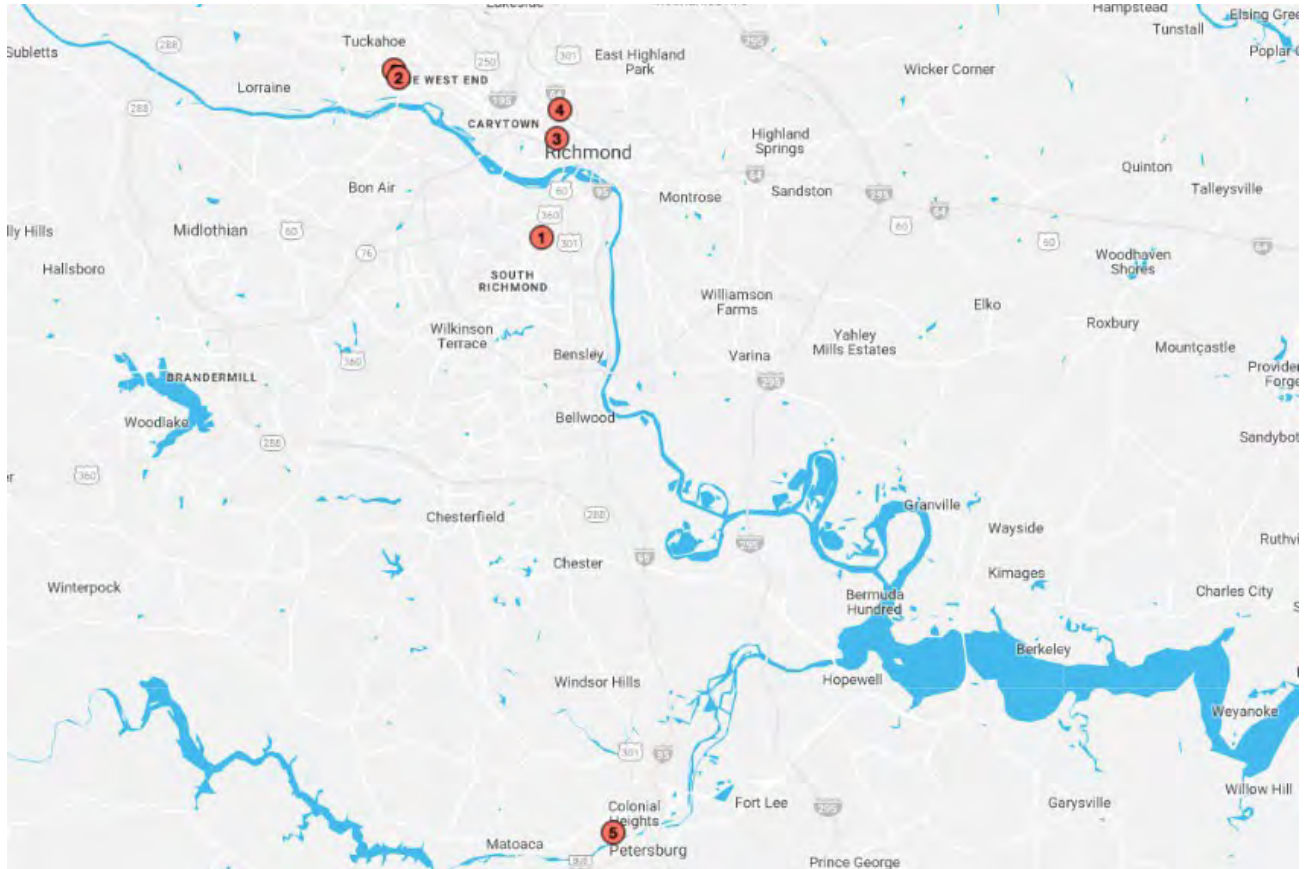 Hampstead
Elsing Gree
Tunstall
Poplar
Subletts
288
Tuckahoe
250
301
295
East Highland
Park
Wicker Corner
2
E WEST END
Lorraine
288
195
64
4
CARYTOWN
3
Richmond
Highland
Springs
Quinton
Talleysville
Bon Air
60
95
Montrose
64
Sandston
295
64
360
lly Hills
Midlothian
60
76
1
301
60
60
64
Hallsboro
SOUTH
RICHMOND
Woodhaven
Shores
Williamson
Farms
Elko
Roxbury
Wilkinson
Terrace
Yahley
Mills Estates
Mountcastle
360
Bensley
Varina
295
Providen
Forge
BRANDERMILL
Woodlake
Bellwood
288
Sandybot
er
360
Chesterfield
288
Granville
Wayside
Ruthvi
95
295
Chester
Kimages
Winterpock
Bermuda
Hundred
Charles City
S
Berkeley
Windsor Hills
Hopewell
Weyanoke
301
95
Willow Hill
Colonial
Heights
Fort Lee
295
Garysville
5
Matoaca
Petersburg
Prince George